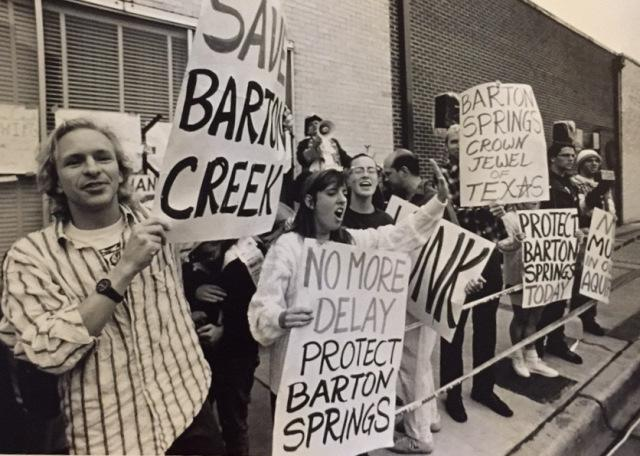 SAVE
BARTON
CREEK
NO MORE
DELAY
PROTECT
BARTON
SPRINGS
BARTON
SPRINGS
CROWN
JEWEL
OF
TEXAS
PROTECT
BARTON
SPRINGS
TODAY
IN